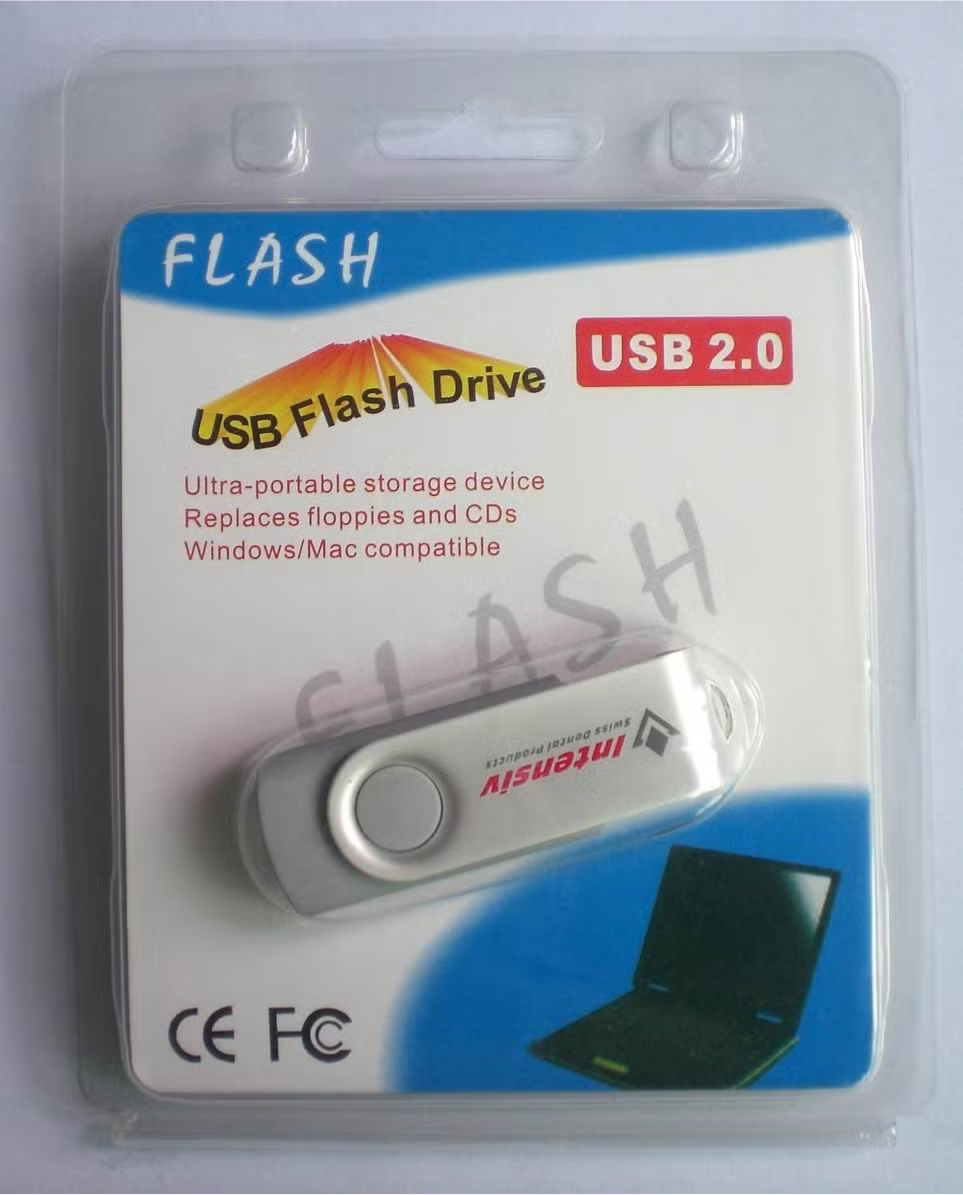 FLASH
USB 2.0
USB Flash Drive
Ultra-portable storage device
Replaces floppies and CDs
Windows/Mac compatible
FLASH
Intensiv
Swiss Dental Products
CE FC